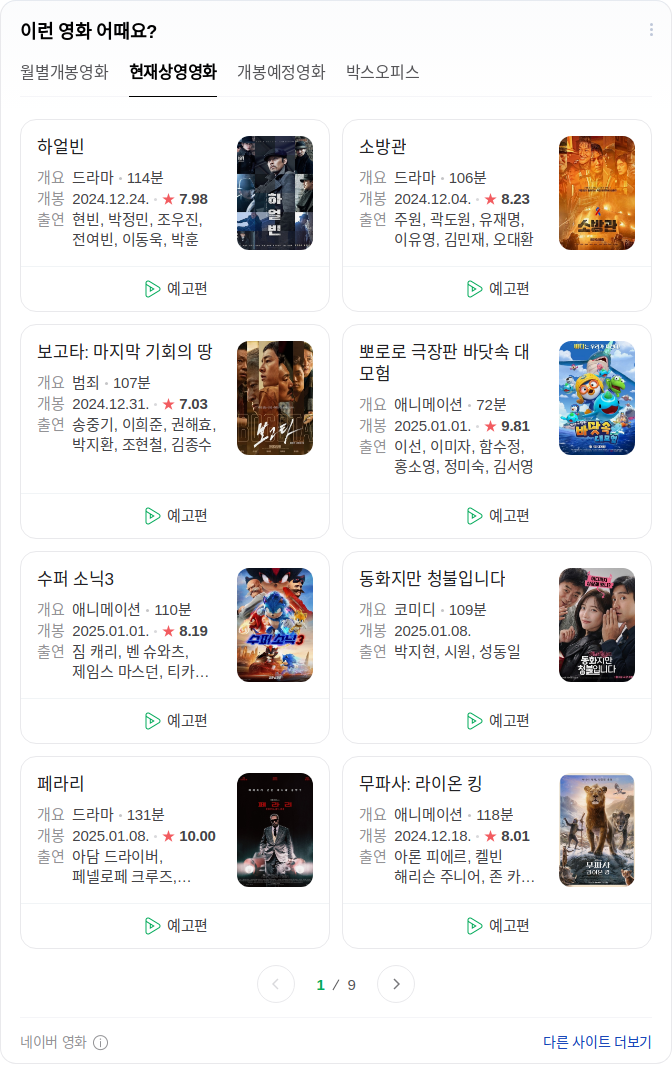 이런 영화 어때요?
월별개봉영화 현재상영영화 개봉예정영화 박스오피스
하얼빈
개요 드라마 · 114분
개봉 2024.12.24. · ★ 7.98
출연 현빈, 박정민, 조우진,
전여빈, 이동욱, 박훈
하
얼
빈
예고편
소방관
개요 드라마 · 106분
개봉 2024.12.04. · ★ 8.23
출연 주원, 곽도원, 유재명,
이유영, 김민재, 오대환
소방관
예고편
보고타: 마지막 기회의 땅
개요 범죄 · 107분
개봉 2024.12.31. · ★ 7.03
출연 송중기, 이희준, 권해효,
박지환, 조현철, 김종수
보고타
예고편
뽀로로 극장판 바닷속 대
모험
개요 애니메이션 · 72분
개봉 2025.01.01. · ★ 9.81
출연 이선, 이미자, 함수정,
홍소영, 정미숙, 김서영
바닷속
대모험
예고편
수퍼 소닉3
개요 애니메이션 · 110분
개봉 2025.01.01. · ★ 8.19
출연 짐 캐리, 벤 슈와츠,
제임스 마스던, 티카…
수퍼 소닉3
예고편
동화지만 청불입니다
개요 코미디 · 109분
개봉 2025.01.08.
출연 박지현, 시원, 성동일
동화지만
청불입니다
예고편
페라리
개요 드라마 · 131분
개봉 2025.01.08. · ★ 10.00
출연 아담 드라이버,
페넬로페 크루즈,…
페라리
예고편
무파사: 라이온 킹
개요 애니메이션 · 118분
개봉 2024.12.18. · ★ 8.01
출연 아론 피에르, 켈빈
해리슨 주니어, 존 카…
무파사
라이온 킹
예고편
1 / 9
네이버 영화
다른 사이트 더보기